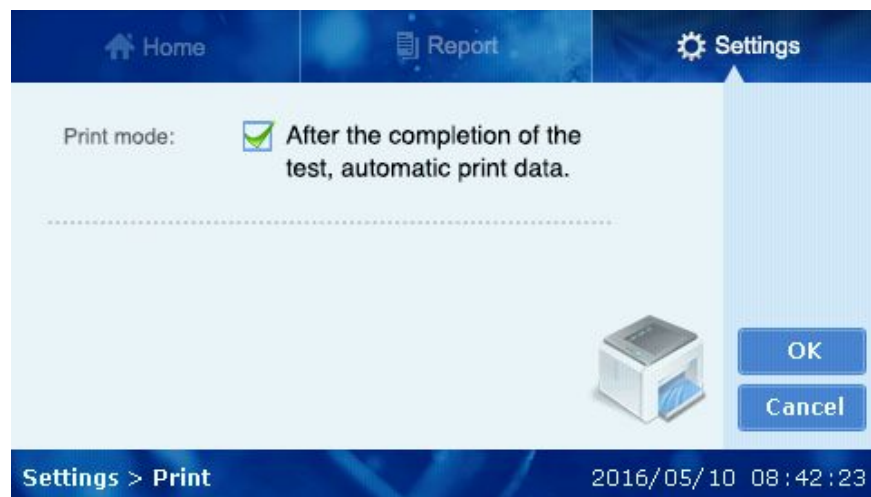 Home
Report
Settings
Print mode:
After the completion of the
test, automatic print data.
OK
Cancel
Settings > Print
2016/05/10 08:42:23